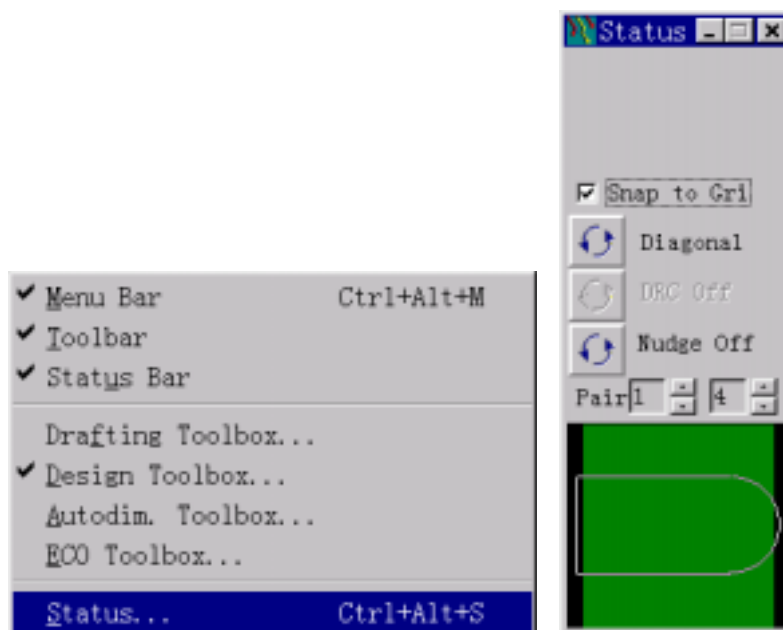 Menu Bar Ctrl+Alt+M
Toolbar
Status Bar
Drafting Toolbox...
Design Toolbox...
Autodim. Toolbox...
ECO Toolbox...
Status... Ctrl+Alt+S
Status
Snap to Gri
Diagonal
DRC Off
Nudge Off
Pair 1 4